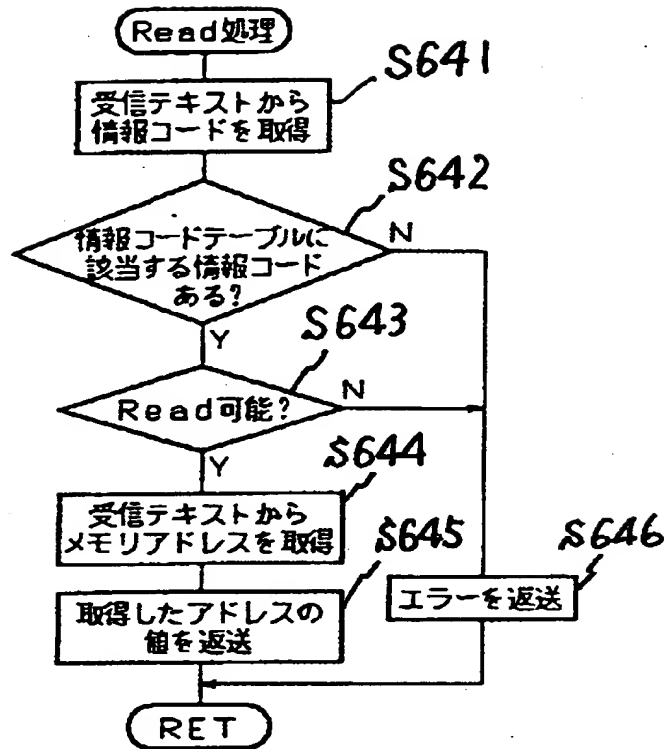 Read処理
S641
受信テキストから
情報コードを取得
S642
情報コードテーブルに
該当する情報コード
ある?
N
Y
S643
Read可能?
N
Y
S644
受信テキストから
メモリアドレスを取得
S645
取得したアドレスの
値を返送
S646
エラーを返送
RET